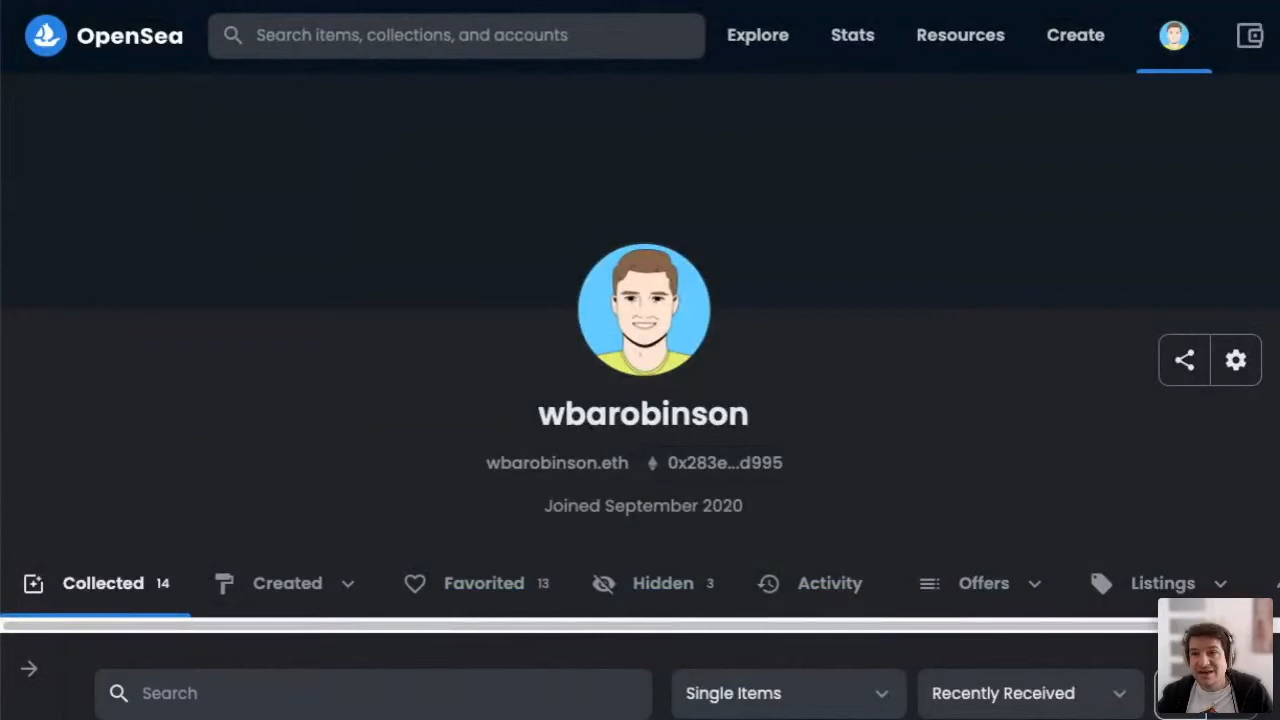 OpenSea
Search items, collections, and accounts
Explore
Stats
Resources
Create
wbarobinson
wbarobinson.eth 0x283e...d995
Joined September 2020
Collected 14
Created
Favorited 13
Hidden 3
Activity
Offers
Listings
Search
Single Items
Recently Received